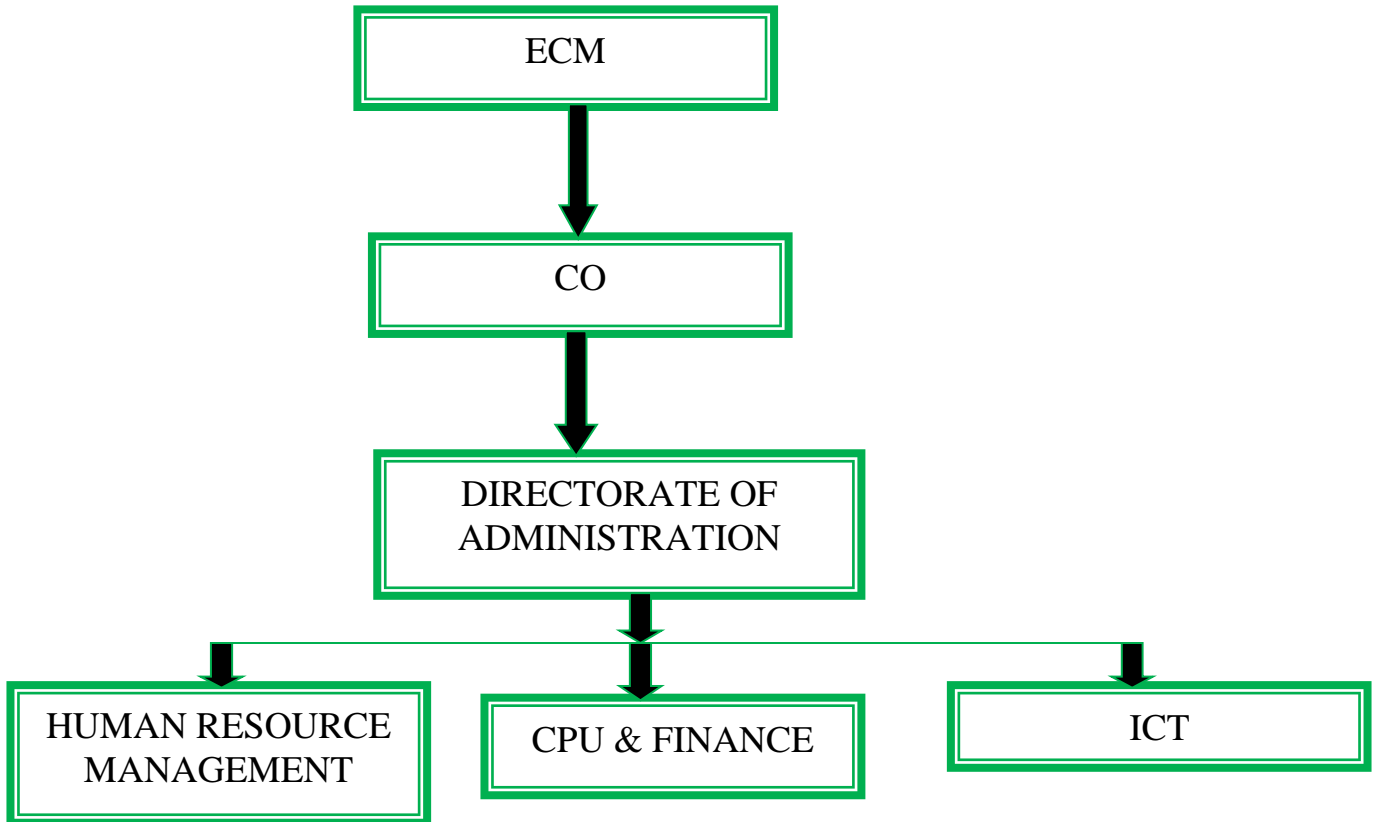 ECM
CO
DIRECTORATE OF
ADMINISTRATION
HUMAN RESOURCE
MANAGEMENT
CPU & FINANCE
ICT